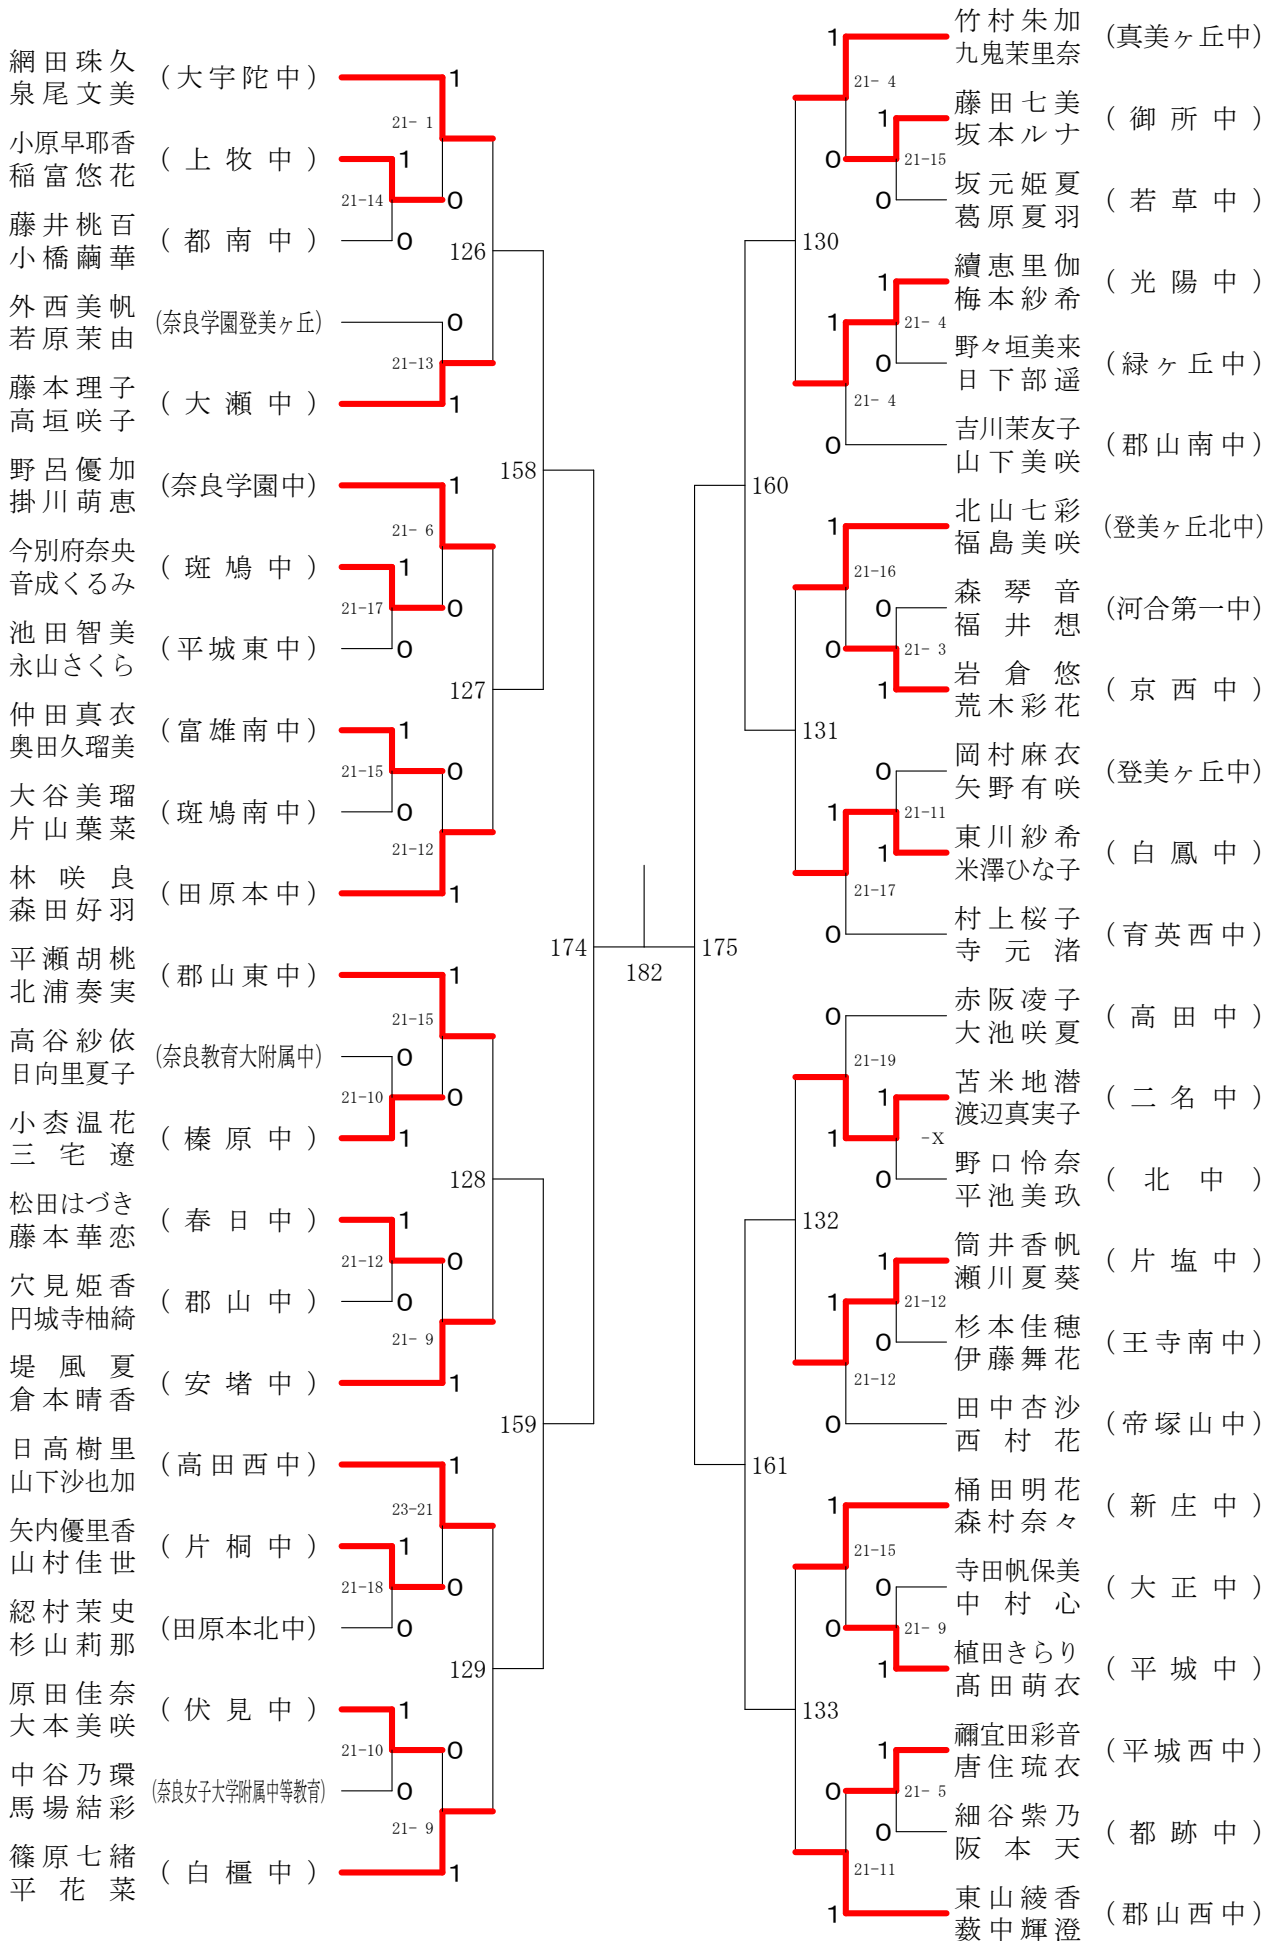 網田珠久
泉尾文美
(大宇陀中)
1
21- 1
小原早耶香
稲富悠花
(上牧中)
1
21-14
0
藤井桃百
小橋繭華
(都南中)
0
126
外西美帆
若原茉由
(奈良学園登美ヶ丘)
0
21-13
藤本理子
高垣咲子
(大瀬中)
1
158
野呂優加
掛川萌恵
(奈良学園中)
1
21- 6
今別府奈央
音成くるみ
(斑鳩中)
1
21-17
0
池田智美
永山さくら
(平城東中)
0
127
仲田真衣
奥田久瑠美
(富雄南中)
1
21-15
0
大谷美瑠
片山葉菜
(斑鳩南中)
0
21-12
林咲良
森田好羽
(田原本中)
1
174
平瀬胡桃
北浦奏実
(郡山東中)
1
21-15
高谷紗依
日向里夏子
(奈良教育大附属中)
0
21-10
0
小枩温花
三宅遼
(榛原中)
1
128
松田はづき
藤本華恋
(春日中)
1
21-12
0
穴見姫香
円城寺柚綺
(郡山中)
0
21- 9
堤風夏
倉本晴香
(安堵中)
1
159
日高樹里
山下沙也加
(高田西中)
1
23-21
矢内優里香
山村佳世
(片桐中)
1
21-18
0
綛村茉史
杉山莉那
(田原本北中)
0
129
原田佳奈
大本美咲
(伏見中)
1
21-10
0
中谷乃環
馬場結彩
(奈良女子大学附属中等教育)
0
21- 9
篠原七緒
平花菜
(白橿中)
1
182
竹村朱加
九鬼茉里奈
(真美ヶ丘中)
1
21- 4
藤田七美
坂本ルナ
(御所中)
1
0
21-15
坂元姫夏
葛原夏羽
(若草中)
0
130
續恵里伽
梅本紗希
(光陽中)
1
1
21- 4
野々垣美来
日下部遥
(緑ヶ丘中)
0
21- 4
吉川茉友子
山下美咲
(郡山南中)
0
160
北山七彩
福島美咲
(登美ヶ丘北中)
1
21-16
森琴音
福井想
(河合第一中)
0
0
21- 3
岩倉悠
荒木彩花
(京西中)
1
131
岡村麻衣
矢野有咲
(登美ヶ丘中)
0
1
21-11
東川紗希
米澤ひな子
(白鳳中)
1
21-17
村上桜子
寺元渚
(育英西中)
0
175
赤阪凌子
大池咲夏
(高田中)
0
21-19
苫米地潜
渡辺真実子
(二名中)
1
1
-X
野口怜奈
平池美玖
(北中)
0
132
筒井香帆
瀬川夏葵
(片塩中)
1
1
21-12
杉本佳穂
伊藤舞花
(王寺南中)
0
21-12
田中杏沙
西村花
(帝塚山中)
0
161
桶田明花
森村奈々
(新庄中)
1
21-15
寺田帆保美
中村心
(大正中)
0
0
21- 9
植田きらり
髙田萌衣
(平城中)
1
133
禰宜田彩音
唐住琉衣
(平城西中)
1
0
21- 5
細谷紫乃
阪本天
(都跡中)
0
21-11
東山綾香
薮中輝澄
(郡山西中)
1